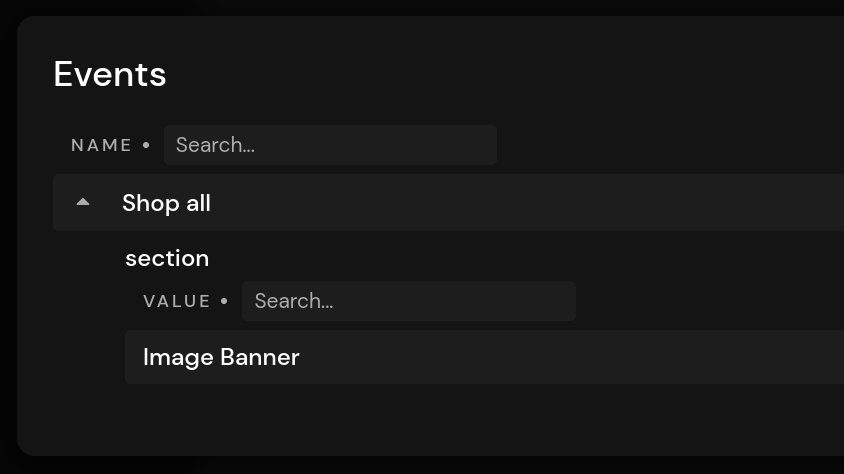 Events
NAME • Search...
Shop all
section
VALUE • Search...
Image Banner